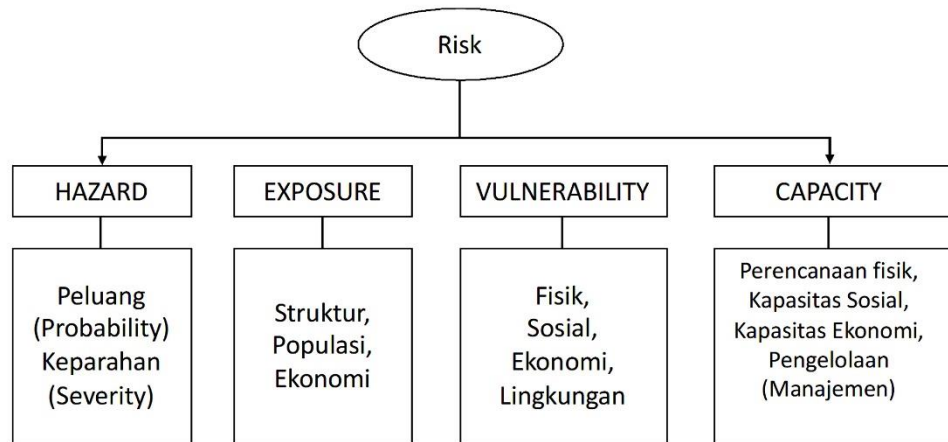 Risk
HAZARD
EXPOSURE
VULNERABILITY
CAPACITY
Peluang
(Probability)
Keparahan
(Severity)
Struktur,
Populasi,
Ekonomi
Fisik,
Sosial,
Ekonomi,
Lingkungan
Perencanaan fisik,
Kapasitas Sosial,
Kapasitas Ekonomi,
Pengelolaan
(Manajemen)